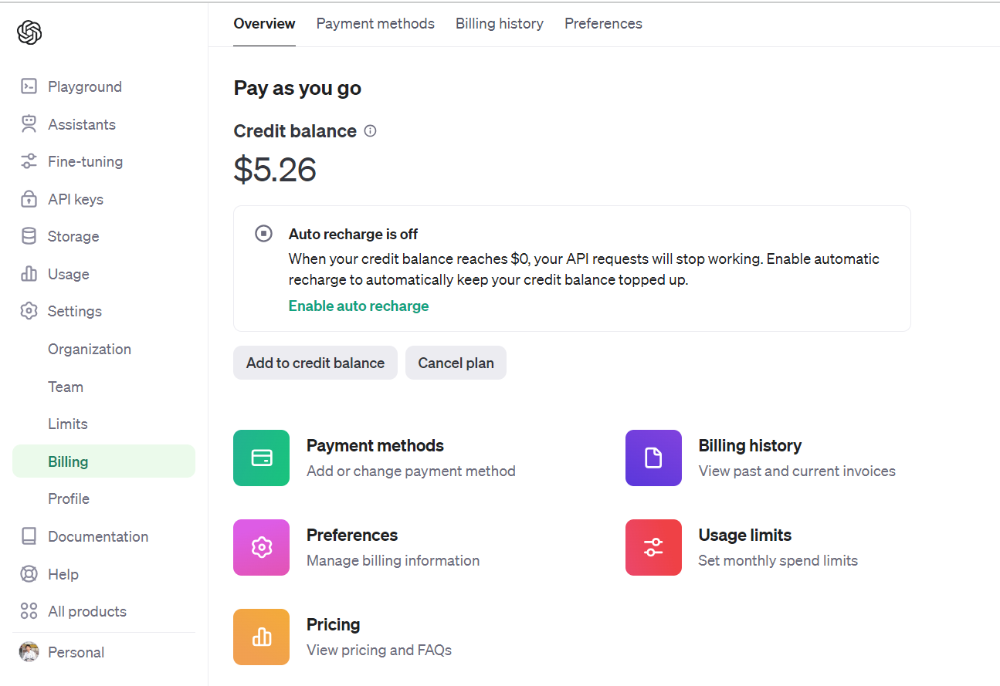 Overview Payment methods Billing history Preferences
Playground
Assistants
Fine-tuning
API keys
Storage
Usage
Settings
Organization
Team
Limits
Billing
Profile
Documentation
Help
All products
Personal
Pay as you go
Credit balance
$5.26
Auto recharge is off
When your credit balance reaches $0, your API requests will stop working. Enable automatic
recharge to automatically keep your credit balance topped up.
Enable auto recharge
Add to credit balance Cancel plan
Payment methods
Add or change payment method
Billing history
View past and current invoices
Preferences
Manage billing information
Usage limits
Set monthly spend limits
Pricing
View pricing and FAQs